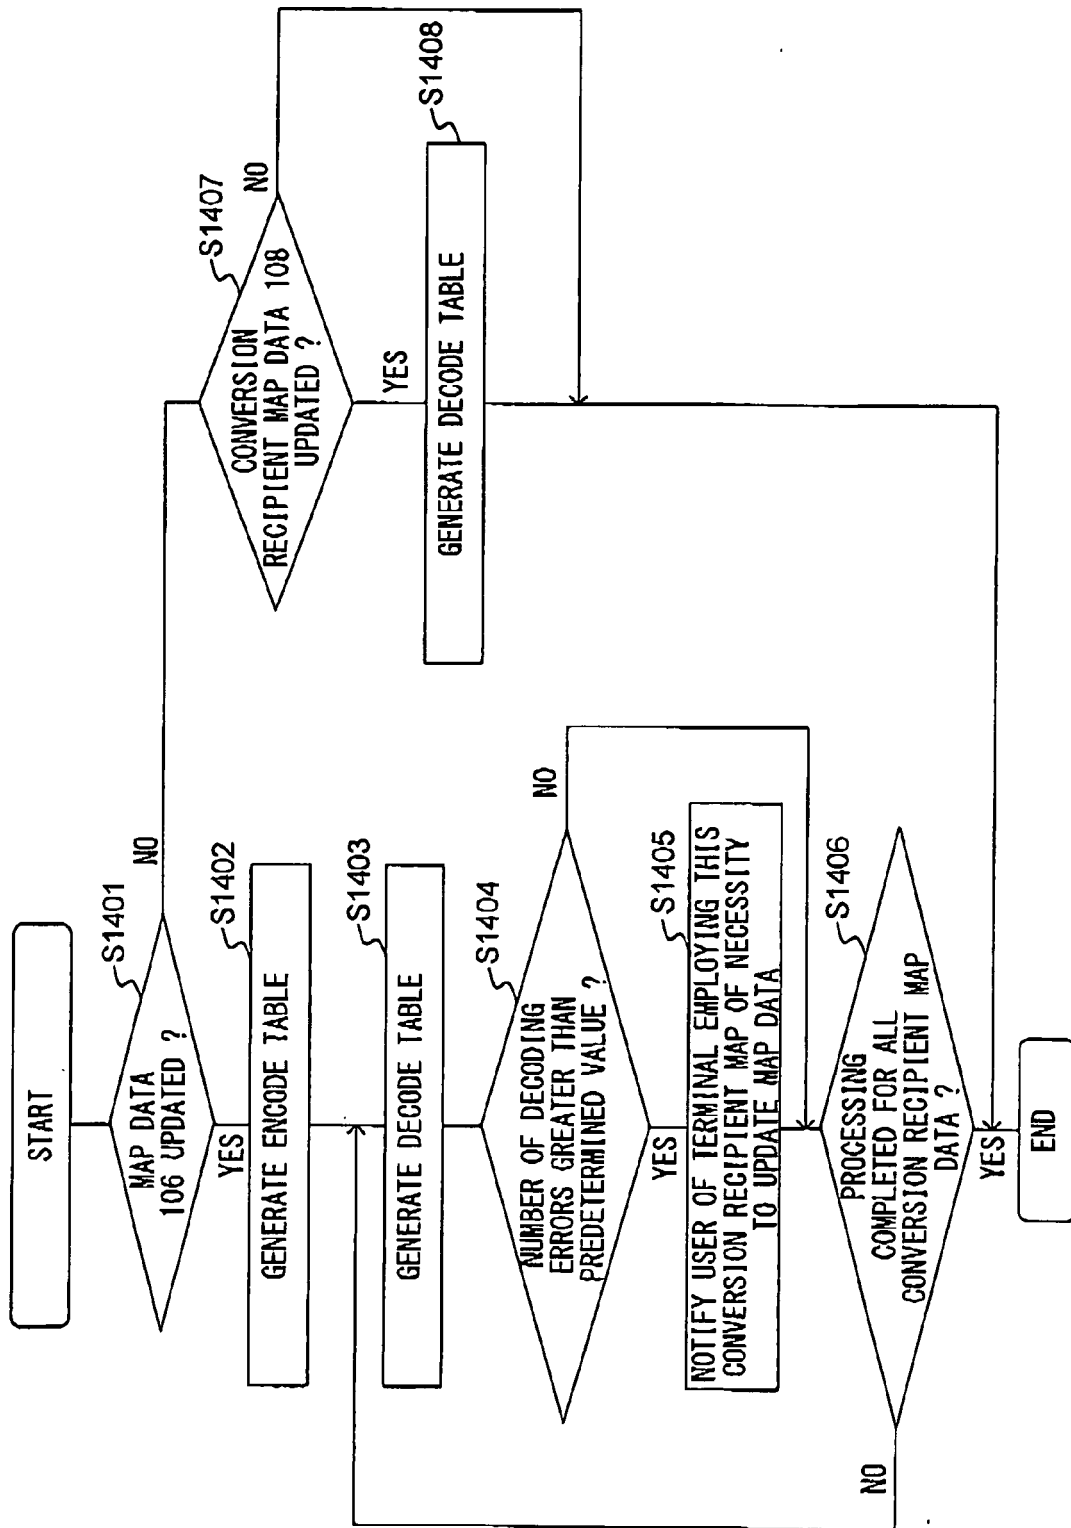 START
S1401
MAP DATA
106 UPDATED ?
NO
YES
S1402
GENERATE ENCODE TABLE
S1403
GENERATE DECODE TABLE
S1404
NUMBER OF DECODING
ERRORS GREATER THAN
PREDETERMINED VALUE ?
NO
YES
S1405
NOTIFY USER OF TERMINAL EMPLOYING THIS
CONVERSION RECIPIENT MAP OF NECESSITY
TO UPDATE MAP DATA
S1406
PROCESSING
COMPLETED FOR ALL
CONVERSION RECIPIENT MAP
DATA ?
NO
YES
END
S1407
CONVERSION
RECIPIENT MAP DATA 108
UPDATED ?
NO
YES
S1408
GENERATE DECODE TABLE